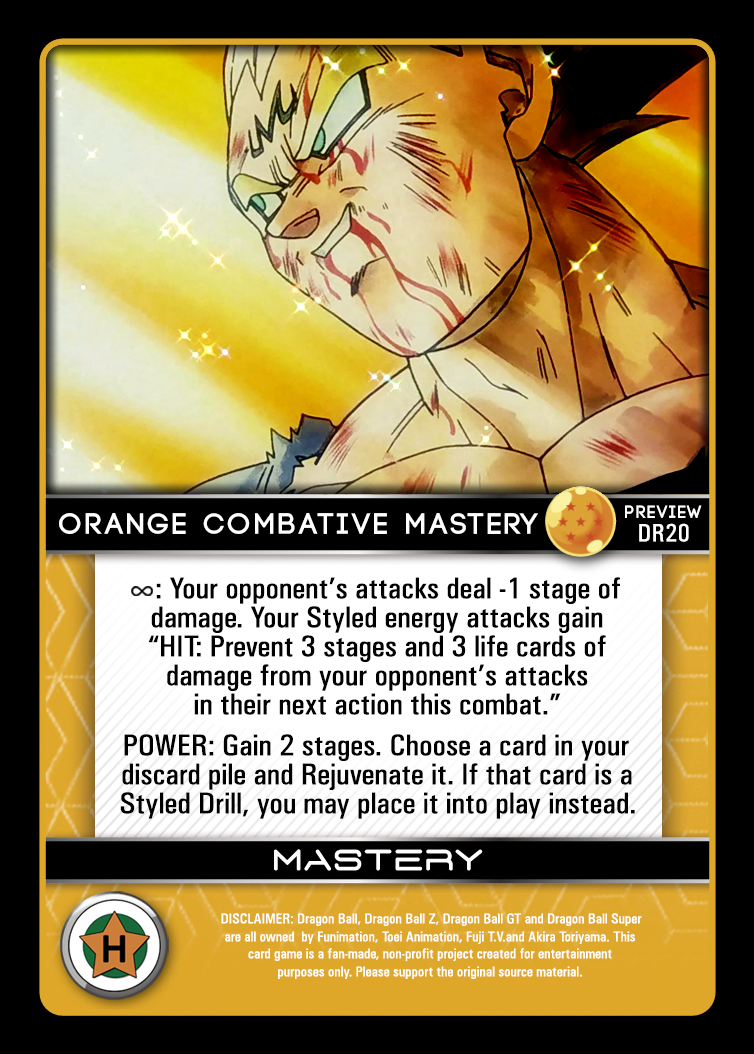 M
ORANGE COMBATIVE MASTERY
PREVIEW
DR20
∞: Your opponent's attacks deal -1 stage of
damage. Your Styled energy attacks gain
“HIT: Prevent 3 stages and 3 life cards of
damage from your opponent's attacks
in their next action this combat.”
POWER: Gain 2 stages. Choose a card in your
discard pile and Rejuvenate it. If that card is a
Styled Drill, you may place it into play instead.
MASTERY
H
DISCLAIMER: Dragon Ball, Dragon Ball Z, Dragon Ball GT and Dragon Ball Super
are all owned by Funimation, Toei Animation, Fuji T.V.and Akira Toriyama. This
card game is a fan-made, non-profit project created for entertainment
purposes only. Please support the original source material.